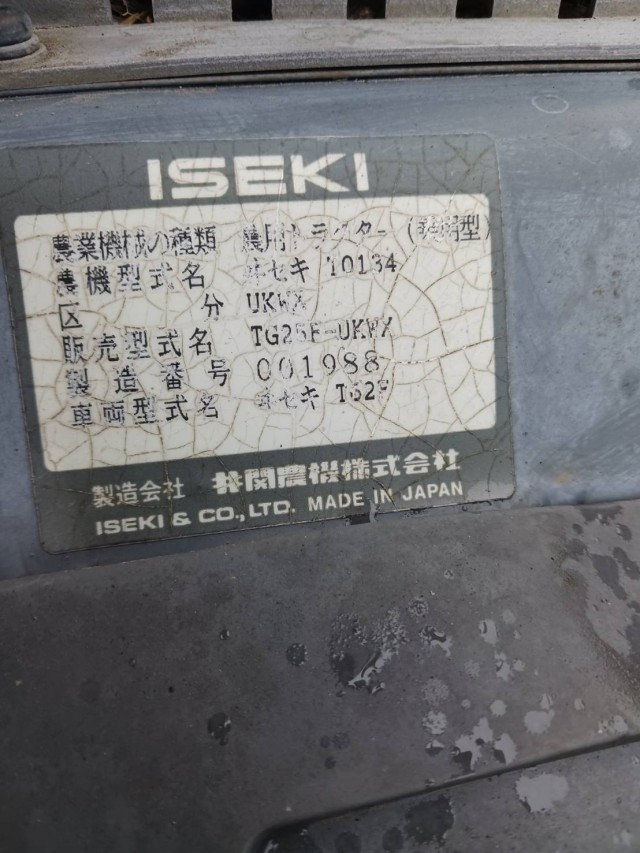 ISEKI
農業機械の種類 農用トラクター (乗用型)
農機型式名 ヰセキ 10134
区分 UKWX
販売型式名 TG25F-UKWX
製造番号 001988
車両型式名 ヰセキ T62F
製造会社 井関農機株式会社
ISEKI & CO., LTD. MADE IN JAPAN